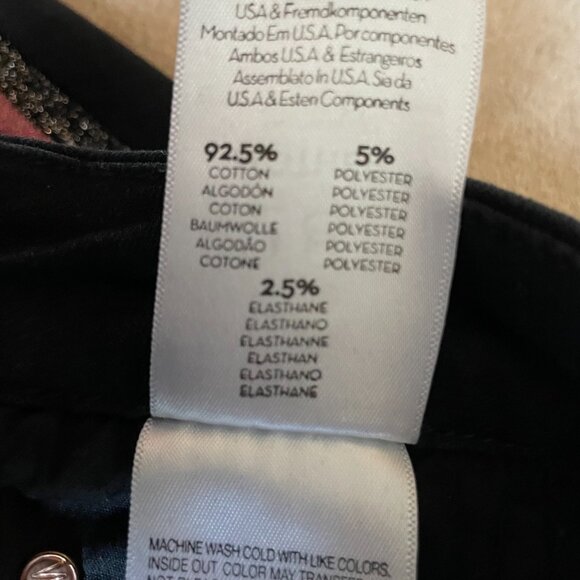 USA & Fremdkomponenten
Montado Em U.S.A. Por componentes
Ambos U.S.A & Estrangeiros
Assemblato In U.S.A. Sia da
U.S.A & Esteri Components
92.5% 5%
COTTON POLYESTER
ALGODÓN POLYESTER
COTON POLYESTER
BAUMWOLLE POLYESTER
ALGODÃO POLYESTER
COTONE POLYESTER
2.5%
ELASTHANE
ELASTHANO
ELASTHANNE
ELASTHAN
ELASTHANO
ELASTHANE
MACHINE WASH COLD WITH LIKE COLORS.
INSIDE OUT. COLOR MAY TRANSFER